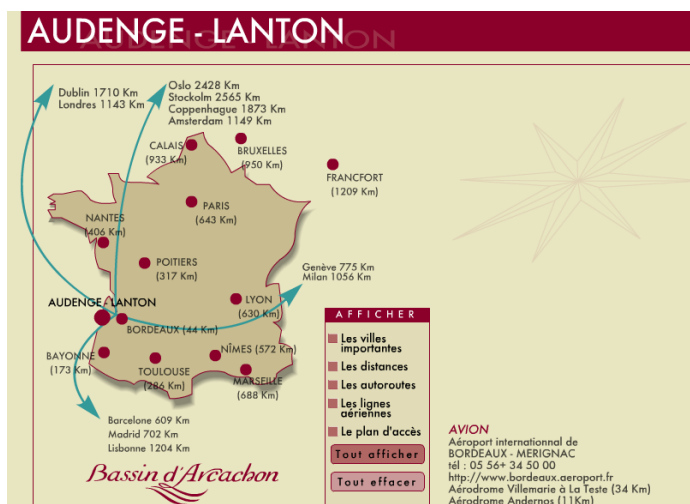 AUDENGE - LANTON
Dublin 1710 Km
Londres 1143 Km
Oslo 2428 Km
Stockolm 2565 Km
Coppenhague 1873 Km
Amsterdam 1149 Km
CALAIS
(933 Km)
BRUXELLES
(950 Km)
FRANCFORT
(1209 Km)
PARIS
(643 Km)
NANTES
(406 Km)
POITIERS
(317 Km)
Genève 775 Km
Milan 1056 Km
AUDENGE - LANTON
LYON
(630 Km)
BORDEAUX (44 Km)
BAYONNE
(173 Km)
TOULOUSE
(286 Km)
NÎMES (572 Km)
MARSEILLE
(688 Km)
Barcelone 609 Km
Madrid 702 Km
Lisbonne 1204 Km
Bassin d'Arcachon
AFFICHER
Les villes
importantes
Les distances
Les autoroutes
Les lignes
aériennes
Le plan d'accès
Tout afficher
Tout effacer
AVION
Aéroport internationnal de
BORDEAUX - MERIGNAC
tél : 05 56+ 34 50 00
http://www.bordeaux.aeroport.fr
Aérodrome Villemarie à La Teste (34 Km)
Aérodrome Andernos (11Km)